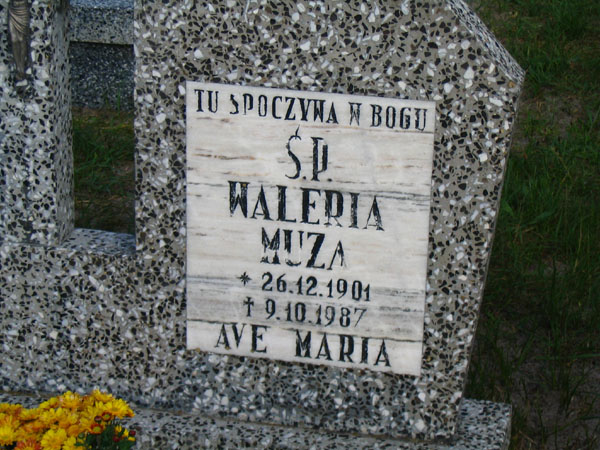 TU SPOCZYWA W BOGU
Ś.P.
WALERIA
MUZA
* 26.12.1901
† 9.10.1987
AVE MARIA